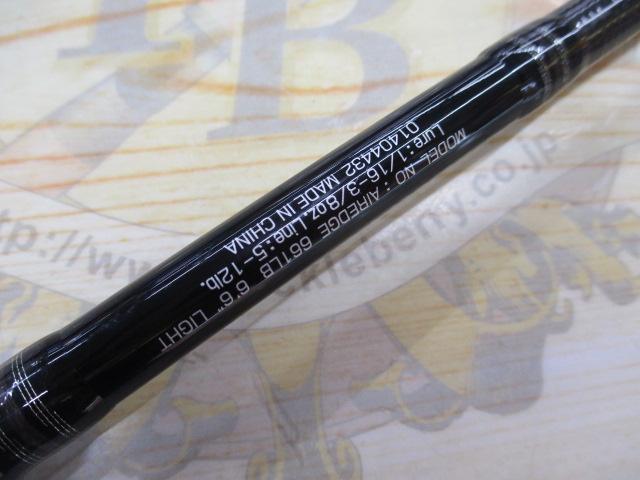 MODEL NO : AIREDGE 661LB 6'6" LIGHT
Lure:1/16-3/8oz. Line:5-12lb.
01404432 MADE IN CHINA
B